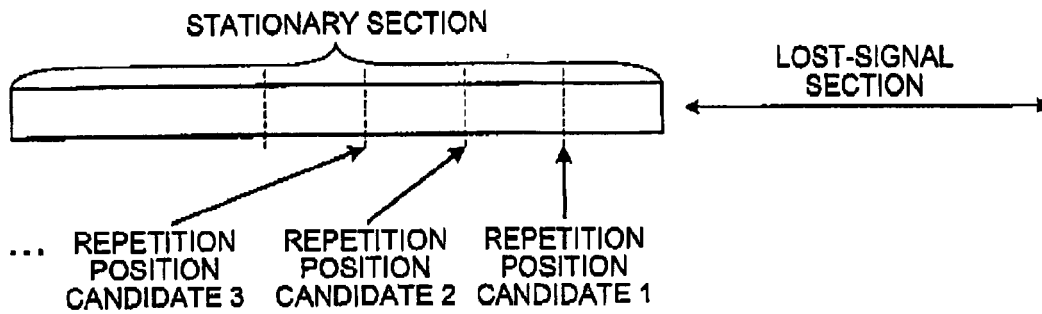 STATIONARY SECTION
LOST-SIGNAL
SECTION
... REPETITION
POSITION
CANDIDATE 3
REPETITION
POSITION
CANDIDATE 2
REPETITION
POSITION
CANDIDATE 1